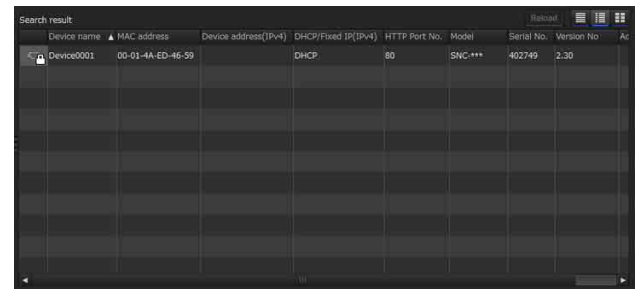 Search result
Reload
Device name ▲ MAC address Device address(IPv4) DHCP/Fixed IP(IPv4) HTTP Port No. Model Serial No. Version No Ac
Device0001 00-01-4A-ED-46-59 DHCP 80 SNC-*** 402749 2.30